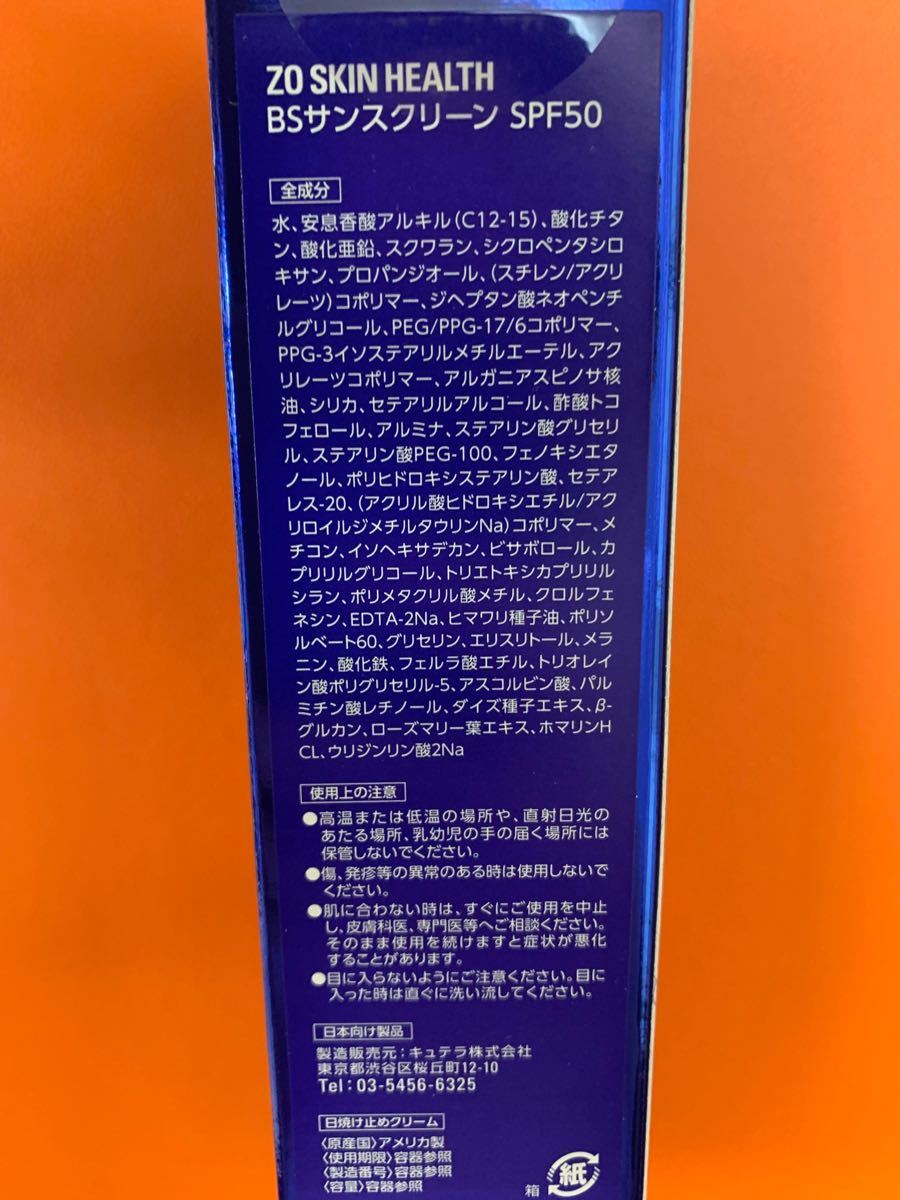 ZO SKIN HEALTH
BSサンスクリーン SPF50
全成分
水、安息香酸アルキル(C12-15)、酸化チタ
ン、酸化亜鉛、スクワラン、シクロペンタシロ
キサン、プロパンジオール、(スチレン/アクリ
レーツ)コポリマー、ジヘプタン酸ネオペンチ
ルグリコール、PEG/PPG-17/6コポリマー、
PPG-3イソステアリルメチルエーテル、アク
リレーツコポリマー、アルガニアスピノサ核
油、シリカ、セテアリルアルコール、酢酸トコ
フェロール、アルミナ、ステアリン酸グリセリ
ル、ステアリン酸PEG-100、フェノキシエタ
ノール、ポリヒドロキシステアリン酸、セテア
レス-20、(アクリル酸ヒドロキシエチル/アク
リロイルジメチルタウリンNa)コポリマー、メ
チコン、イソヘキサデカン、ビサボロール、カ
プリリルグリコール、トリエトキシカプリリル
シラン、ポリメタクリル酸メチル、クロルフェ
ネシン、EDTA-2Na、ヒマワリ種子油、ポリソ
ルベート60、グリセリン、エリスリトール、メラ
ニン、酸化鉄、フェルラ酸エチル、トリオレイ
ン酸ポリグリセリル-5、アスコルビン酸、パル
ミチン酸レチノール、ダイズ種子エキス、β-
グルカン、ローズマリー葉エキス、ホマリンH
CL、ウリジンリン酸2Na
使用上の注意
●高温または低温の場所や、直射日光の
あたる場所、乳幼児の手の届く場所には
保管しないでください。
●傷、発疹等の異常のある時は使用しないで
ください。
●肌に合わない時は、すぐにご使用を中止
し、皮膚科医、専門医等へご相談ください。
そのまま使用を続けますと症状が悪化
することがあります。
●目に入らないようにご注意ください。目に
入った時は直ぐに洗い流してください。
日本向け製品
製造販売元:キュテラ株式会社
東京都渋谷区桜丘町12-10
Tel:03-5456-6325
日焼け止めクリーム
〈原産国〉アメリカ製
〈使用期限〉容器参照
〈製造番号〉容器参照
〈容量〉容器参照
箱
紙